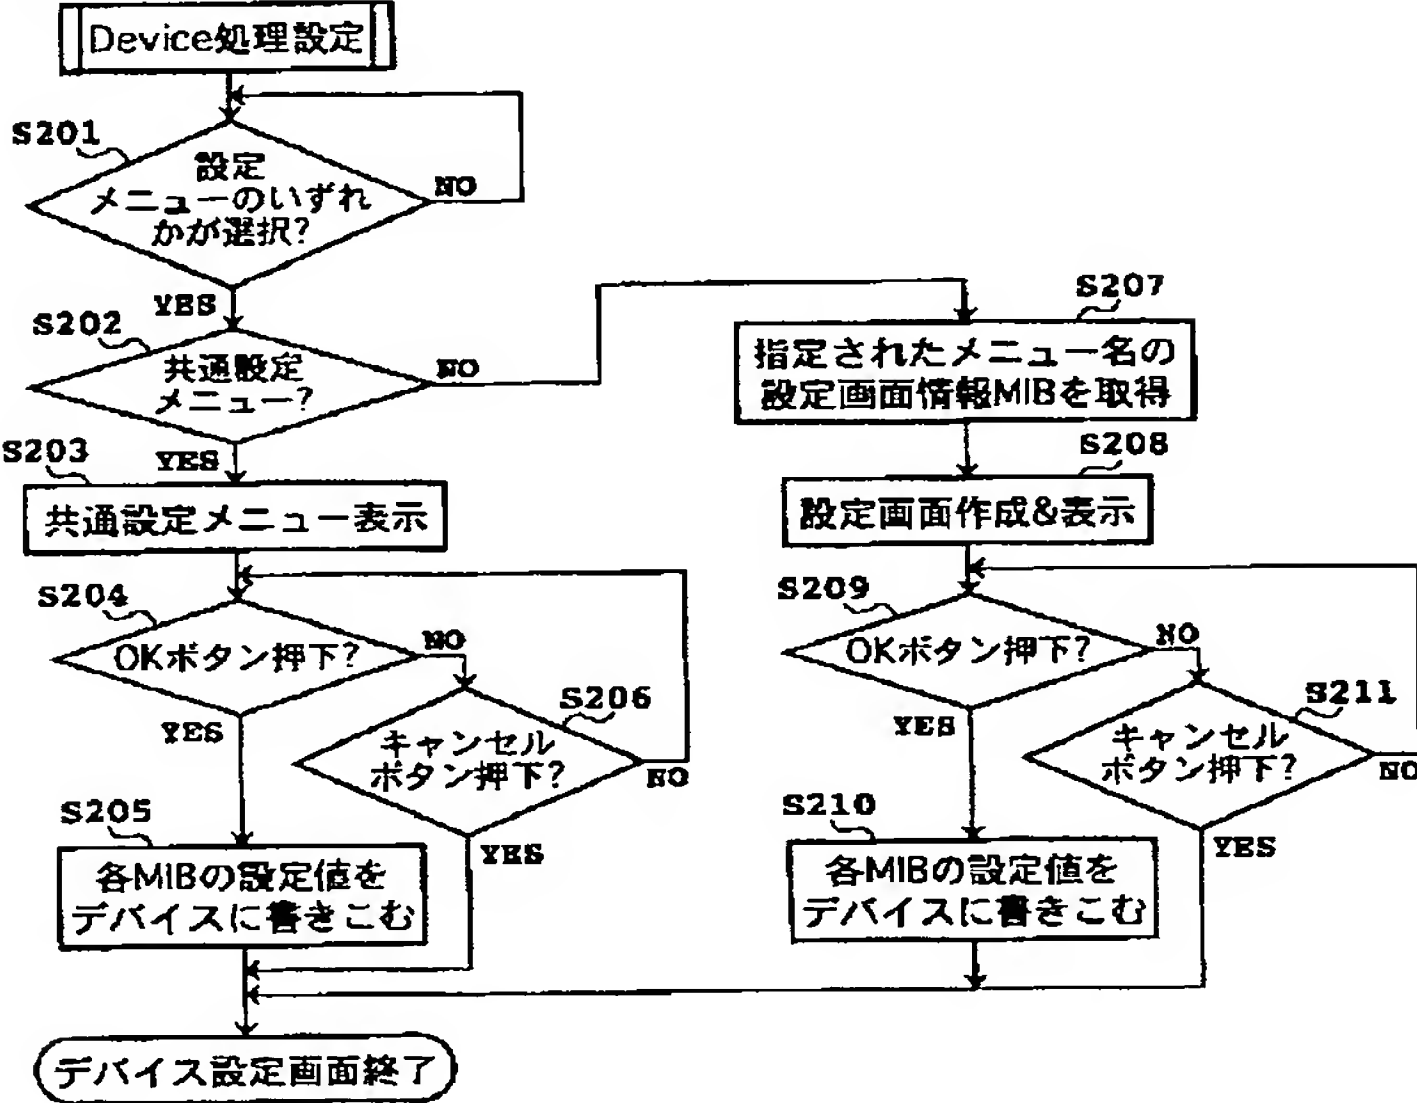 Device処理設定
S201
設定
メニューのいずれ
かが選択?
NO
YES
S202
共通設定
メニュー?
NO
YES
S203
共通設定メニュー表示
S204
OKボタン押下?
NO
YES
S206
キャンセル
ボタン押下?
NO
YES
S205
各MIBの設定値を
デバイスに書きこむ
S207
指定されたメニュー名の
設定画面情報MIBを取得
S208
設定画面作成&表示
S209
OKボタン押下?
NO
YES
S211
キャンセル
ボタン押下?
NO
YES
S210
各MIBの設定値を
デバイスに書きこむ
デバイス設定画面終了